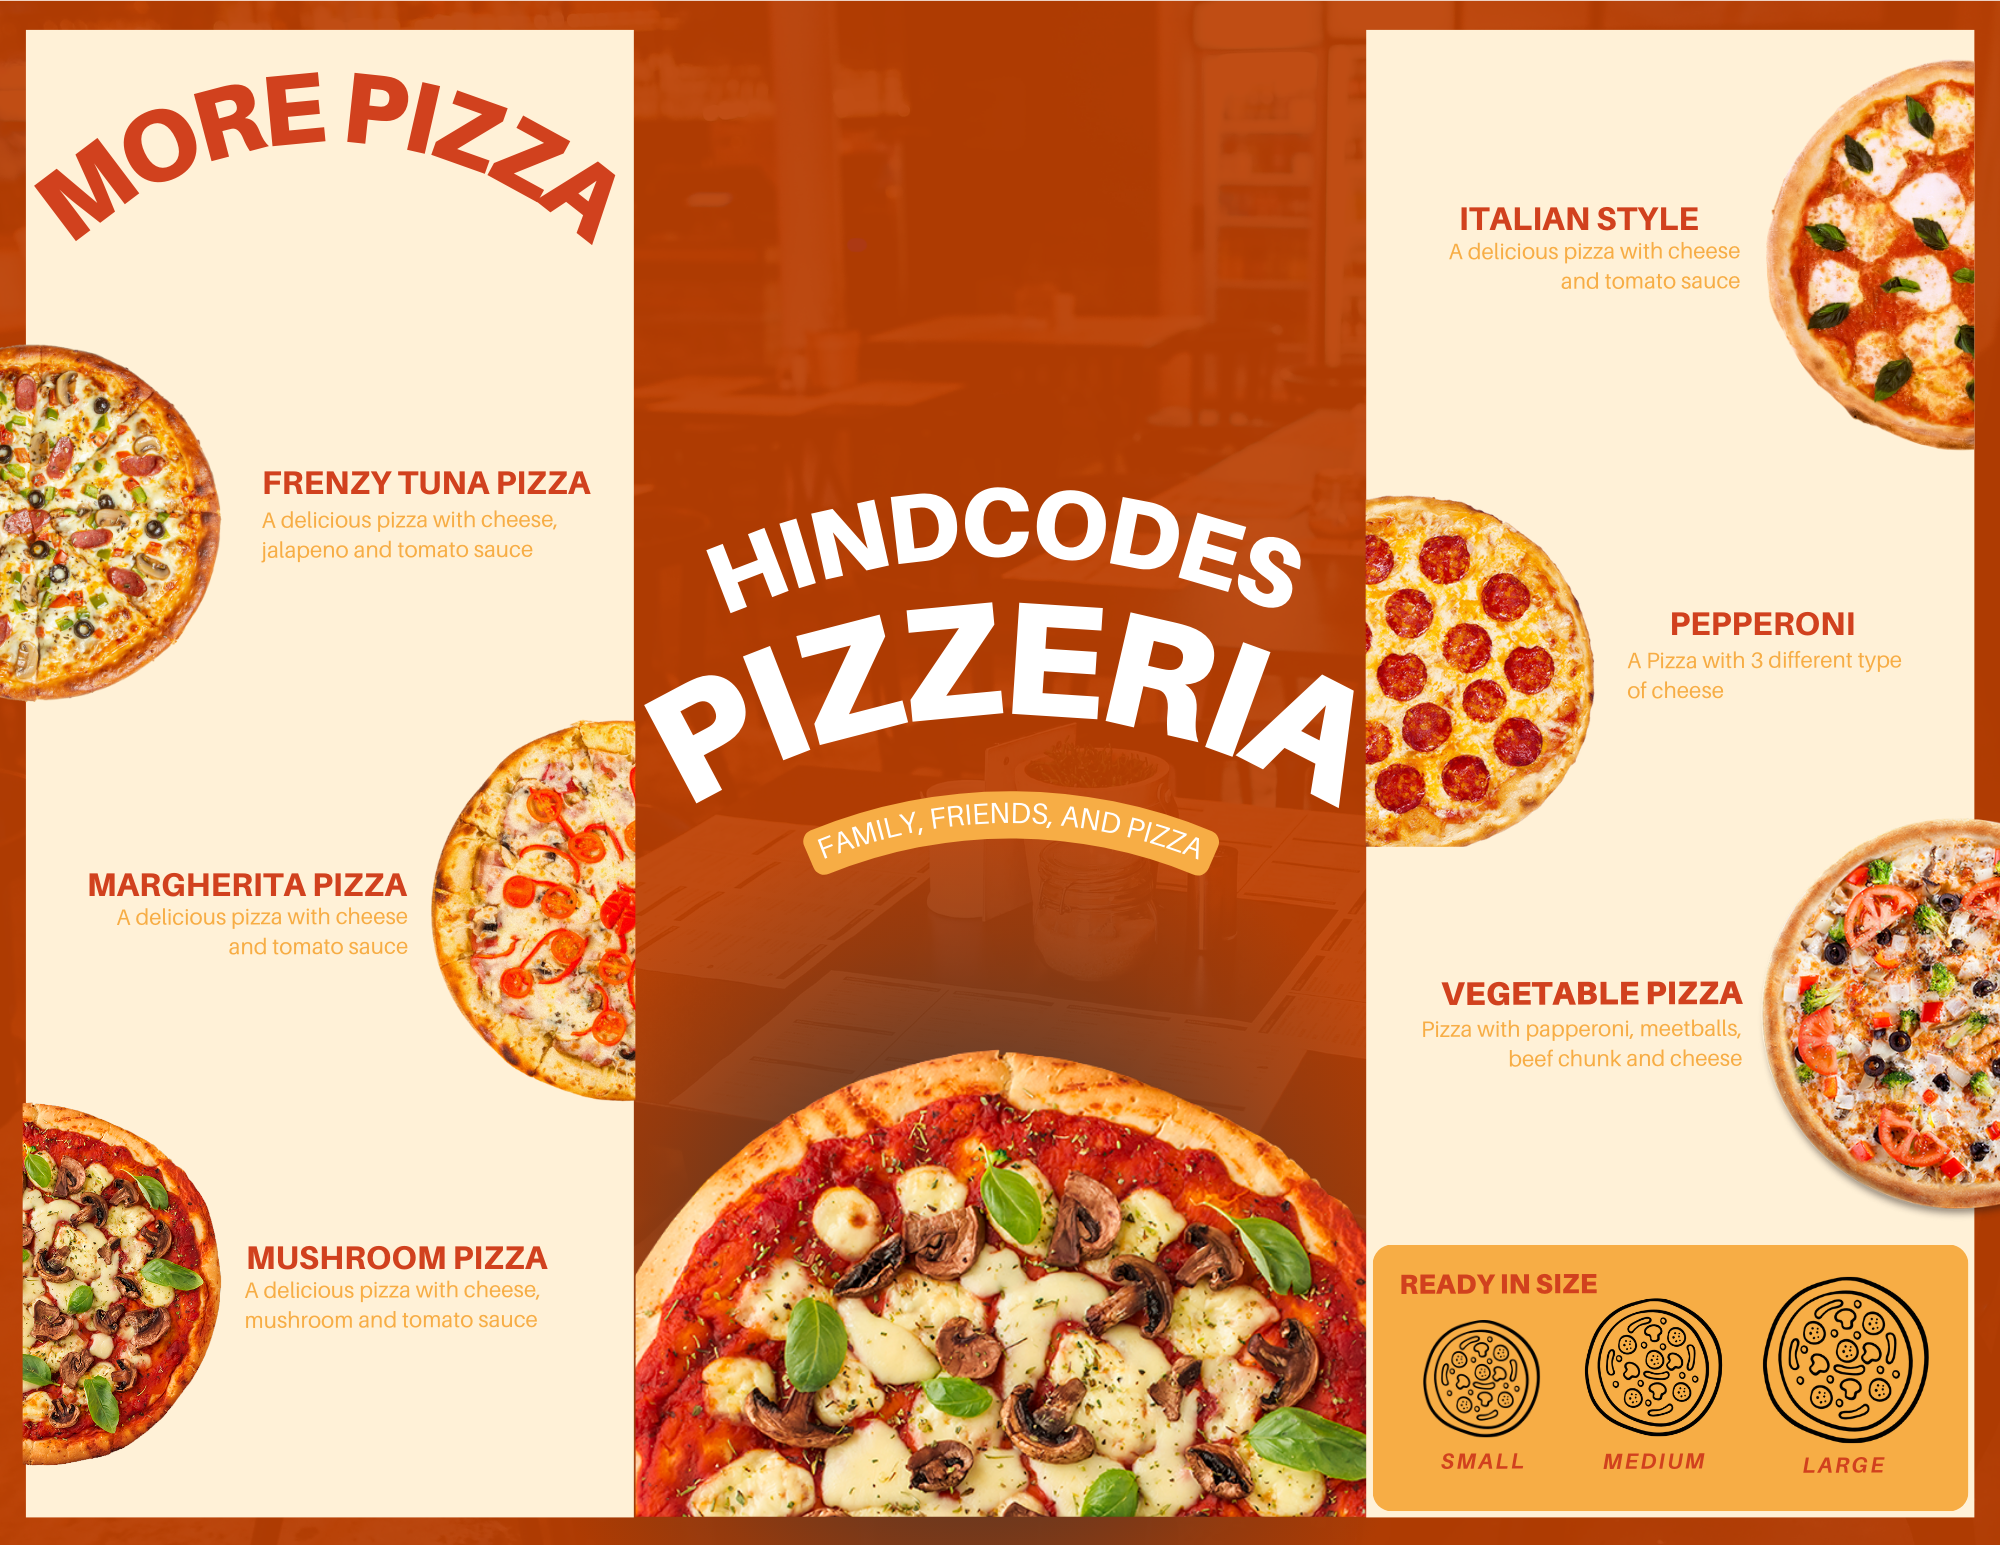 MORE PIZZA
FRENZY TUNA PIZZA
A delicious pizza with cheese,
jalapeno and tomato sauce
MARGHERITA PIZZA
A delicious pizza with cheese
and tomato sauce
MUSHROOM PIZZA
A delicious pizza with cheese,
mushroom and tomato sauce
HINDCODES
PIZZERIA
FAMILY, FRIENDS, AND PIZZA
ITALIAN STYLE
A delicious pizza with cheese
and tomato sauce
PEPPERONI
A Pizza with 3 different type
of cheese
VEGETABLE PIZZA
Pizza with papperoni, meetballs,
beef chunk and cheese
READY IN SIZE
SMALL
MEDIUM
LARGE